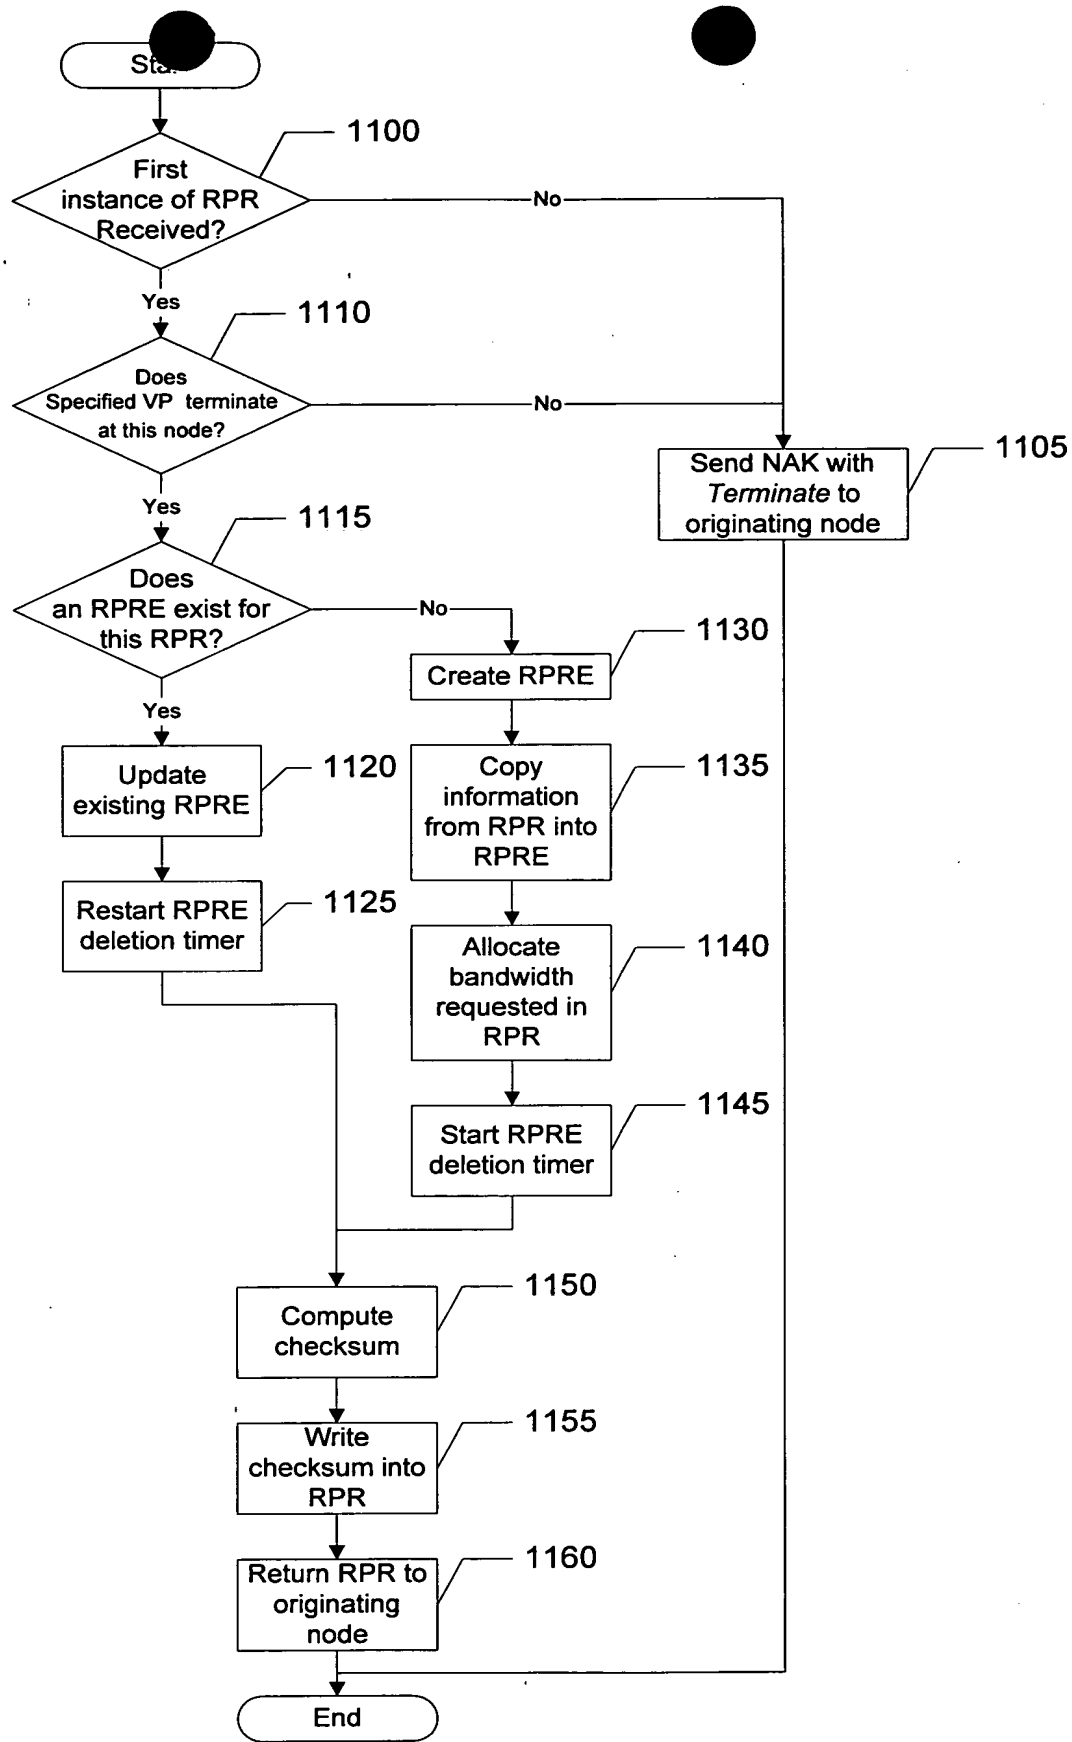 1100
First
instance of RPR
Received?
No
Yes
1110
Does
Specified VP terminate
at this node?
No
1105
Send NAK with
Terminate to
originating node
Yes
1115
Does
an RPRE exist for
this RPR?
No
1130
Create RPRE
Yes
1120
Update
existing RPRE
1135
Copy
information
from RPR into
RPRE
1125
Restart RPRE
deletion timer
1140
Allocate
bandwidth
requested in
RPR
1145
Start RPRE
deletion timer
1150
Compute
checksum
1155
Write
checksum into
RPR
1160
Return RPR to
originating
node
End